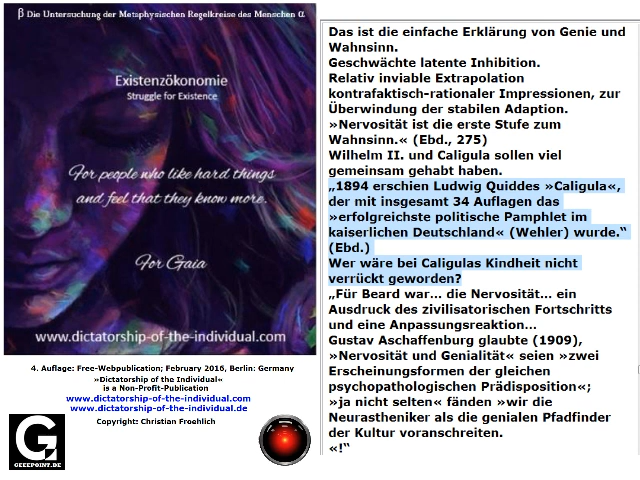 β Die Untersuchung der Metaphysischen Regelkreise des Menschen α
Existenzökonomie
Struggle for Existence
For people who like hard things
and feel that they know more.
For Gaia
www.dictatorship-of-the-individual.com
4. Auflage: Free-Webpublication; February 2016, Berlin: Germany
»Dictatorship of the Individual«
is a Non-Profit-Publication
www.dictatorship-of-the-individual.com
www.dictatorship-of-the-individual.de
Copyright: Christian Froehlich
G
GEEEPOINT.DE
Das ist die einfache Erklärung von Genie und
Wahnsinn.
Geschwächte latente Inhibition.
Relativ inviable Extrapolation
kontrafaktisch-rationaler Impressionen, zur
Überwindung der stabilen Adaption.
»Nervosität ist die erste Stufe zum
Wahnsinn.« (Ebd., 275)
Wilhelm II. und Caligula sollen viel
gemeinsam gehabt haben.
„1894 erschien Ludwig Quiddes »Caligula«,
der mit insgesamt 34 Auflagen das
»erfolgreichste politische Pamphlet im
kaiserlichen Deutschland« (Wehler) wurde.“
(Ebd.)
Wer wäre bei Caligulas Kindheit nicht
verrückt geworden?
„Für Beard war... die Nervosität... ein
Ausdruck des zivilisatorischen Fortschritts
und eine Anpassungsreaktion...
Gustav Aschaffenburg glaubte (1909),
»Nervosität und Genialität« seien »zwei
Erscheinungsformen der gleichen
psychopathologischen Prädisposition«;
»ja nicht selten« fänden »wir die
Neurastheniker als die genialen Pfadfinder
der Kultur voranschreiten.
«!“